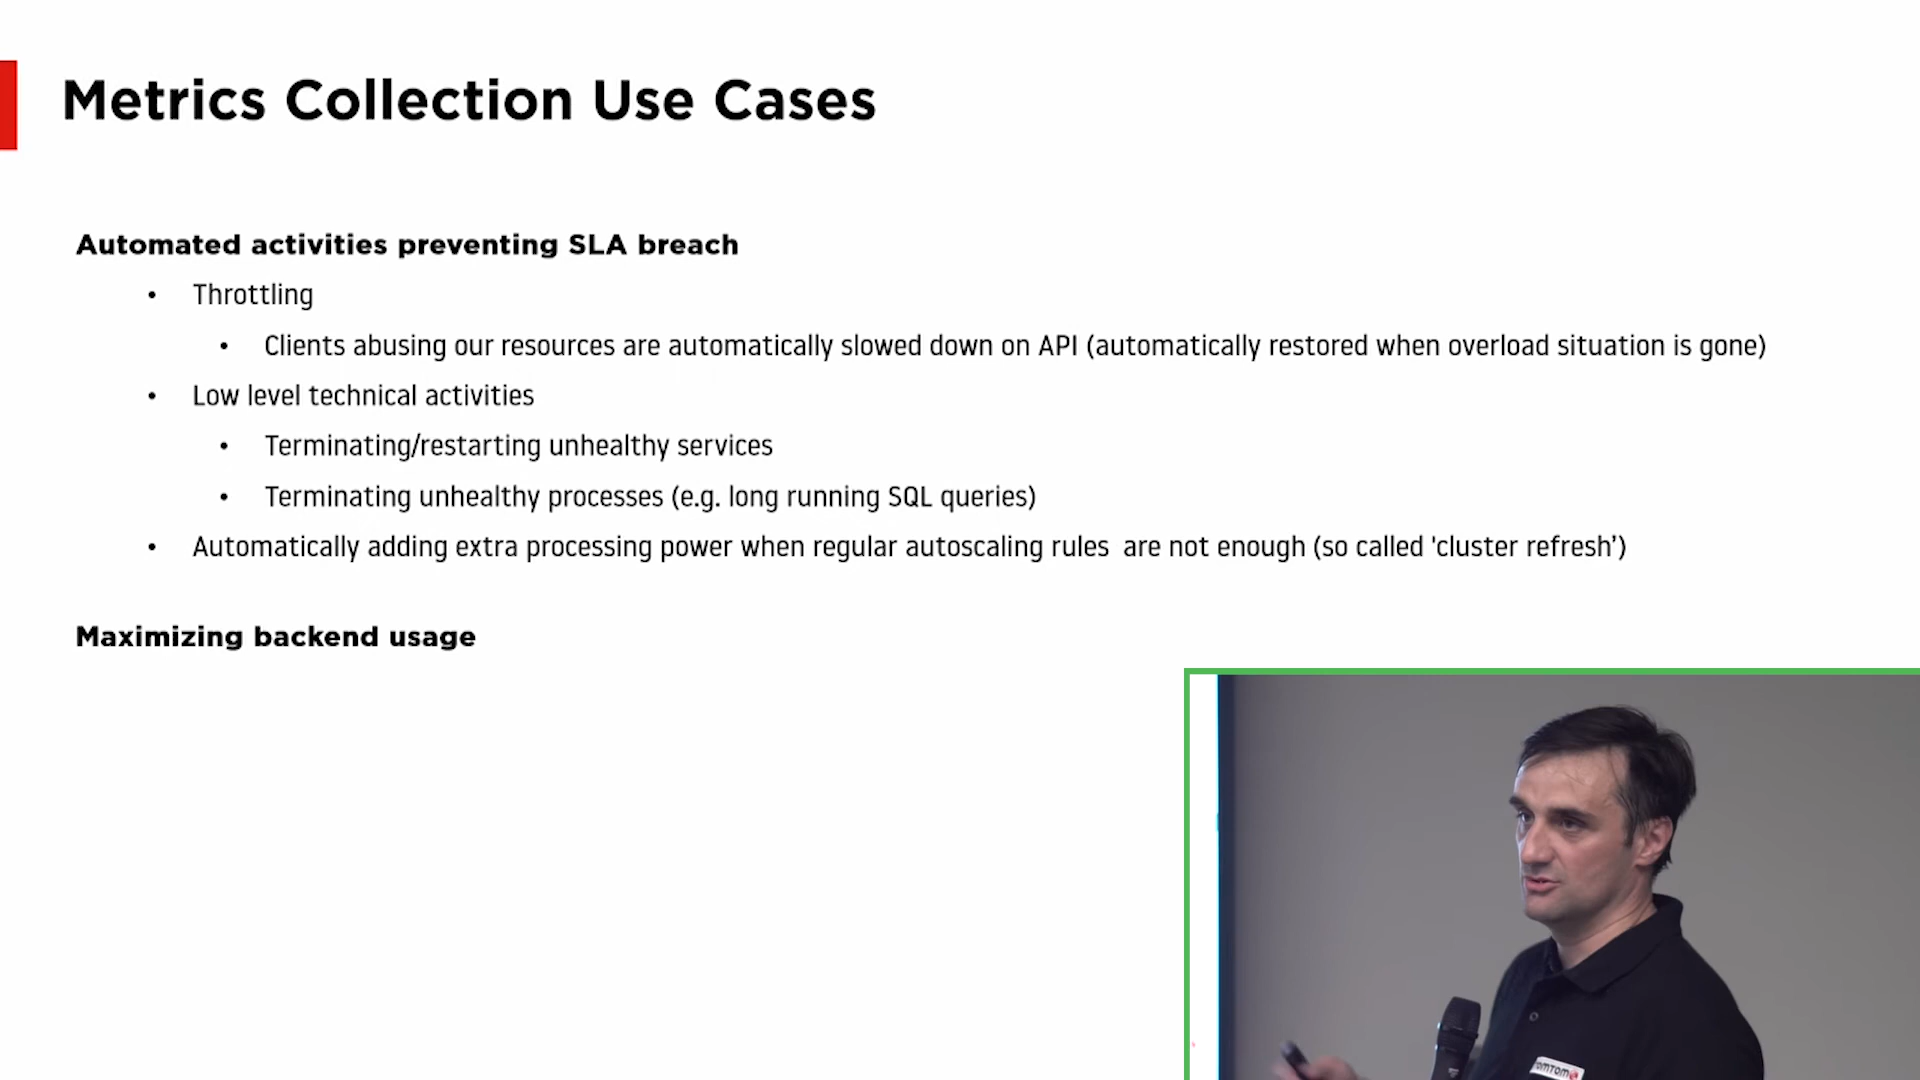 Metrics Collection Use Cases
Automated activities preventing SLA breach
• Throttling
• Clients abusing our resources are automatically slowed down on API (automatically restored when overload situation is gone)
• Low level technical activities
• Terminating/restarting unhealthy services
• Terminating unhealthy processes (e.g. long running SQL queries)
• Automatically adding extra processing power when regular autoscaling rules  are not enough (so called 'cluster refresh’)
Maximizing backend usage
TOMTOM